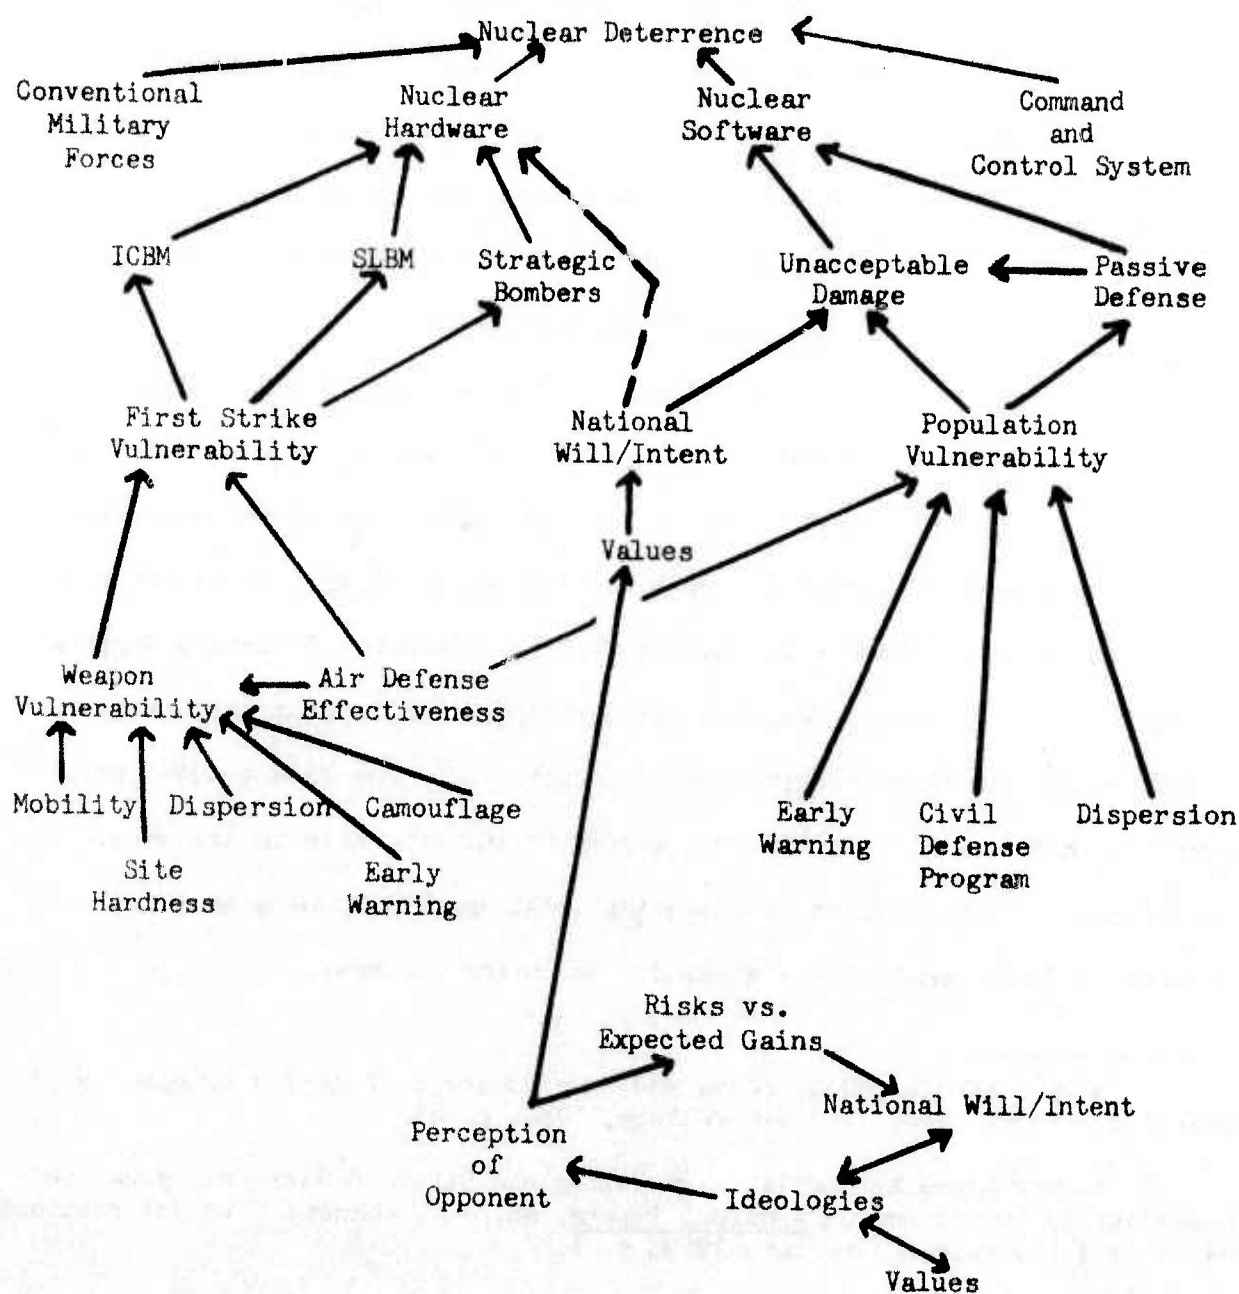 Nuclear Deterrence
Conventional
Military
Forces
Nuclear
Hardware
Nuclear
Software
Command
and
Control System
ICBM
SLBM
Strategic
Bombers
Unacceptable
Damage
Passive
Defense
First Strike
Vulnerability
National
Will/Intent
Population
Vulnerability
Values
Weapon
Vulnerability
Air Defense
Effectiveness
Mobility
Dispersion
Camouflage
Site
Hardness
Early
Warning
Early
Warning
Civil
Defense
Program
Dispersion
Risks vs.
Expected Gains
National Will/Intent
Perception
of
Opponent
Ideologies
Values